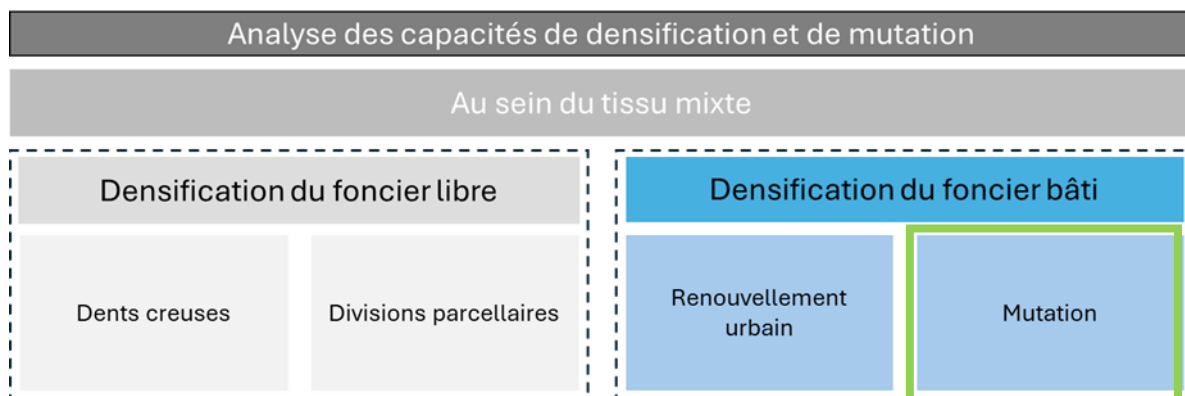 Analyse des capacités de densification et de mutation
Au sein du tissu mixte
Densification du foncier libre
Densification du foncier bâti
Dents creuses
Divisions parcellaires
Renouvellement
urbain
Mutation